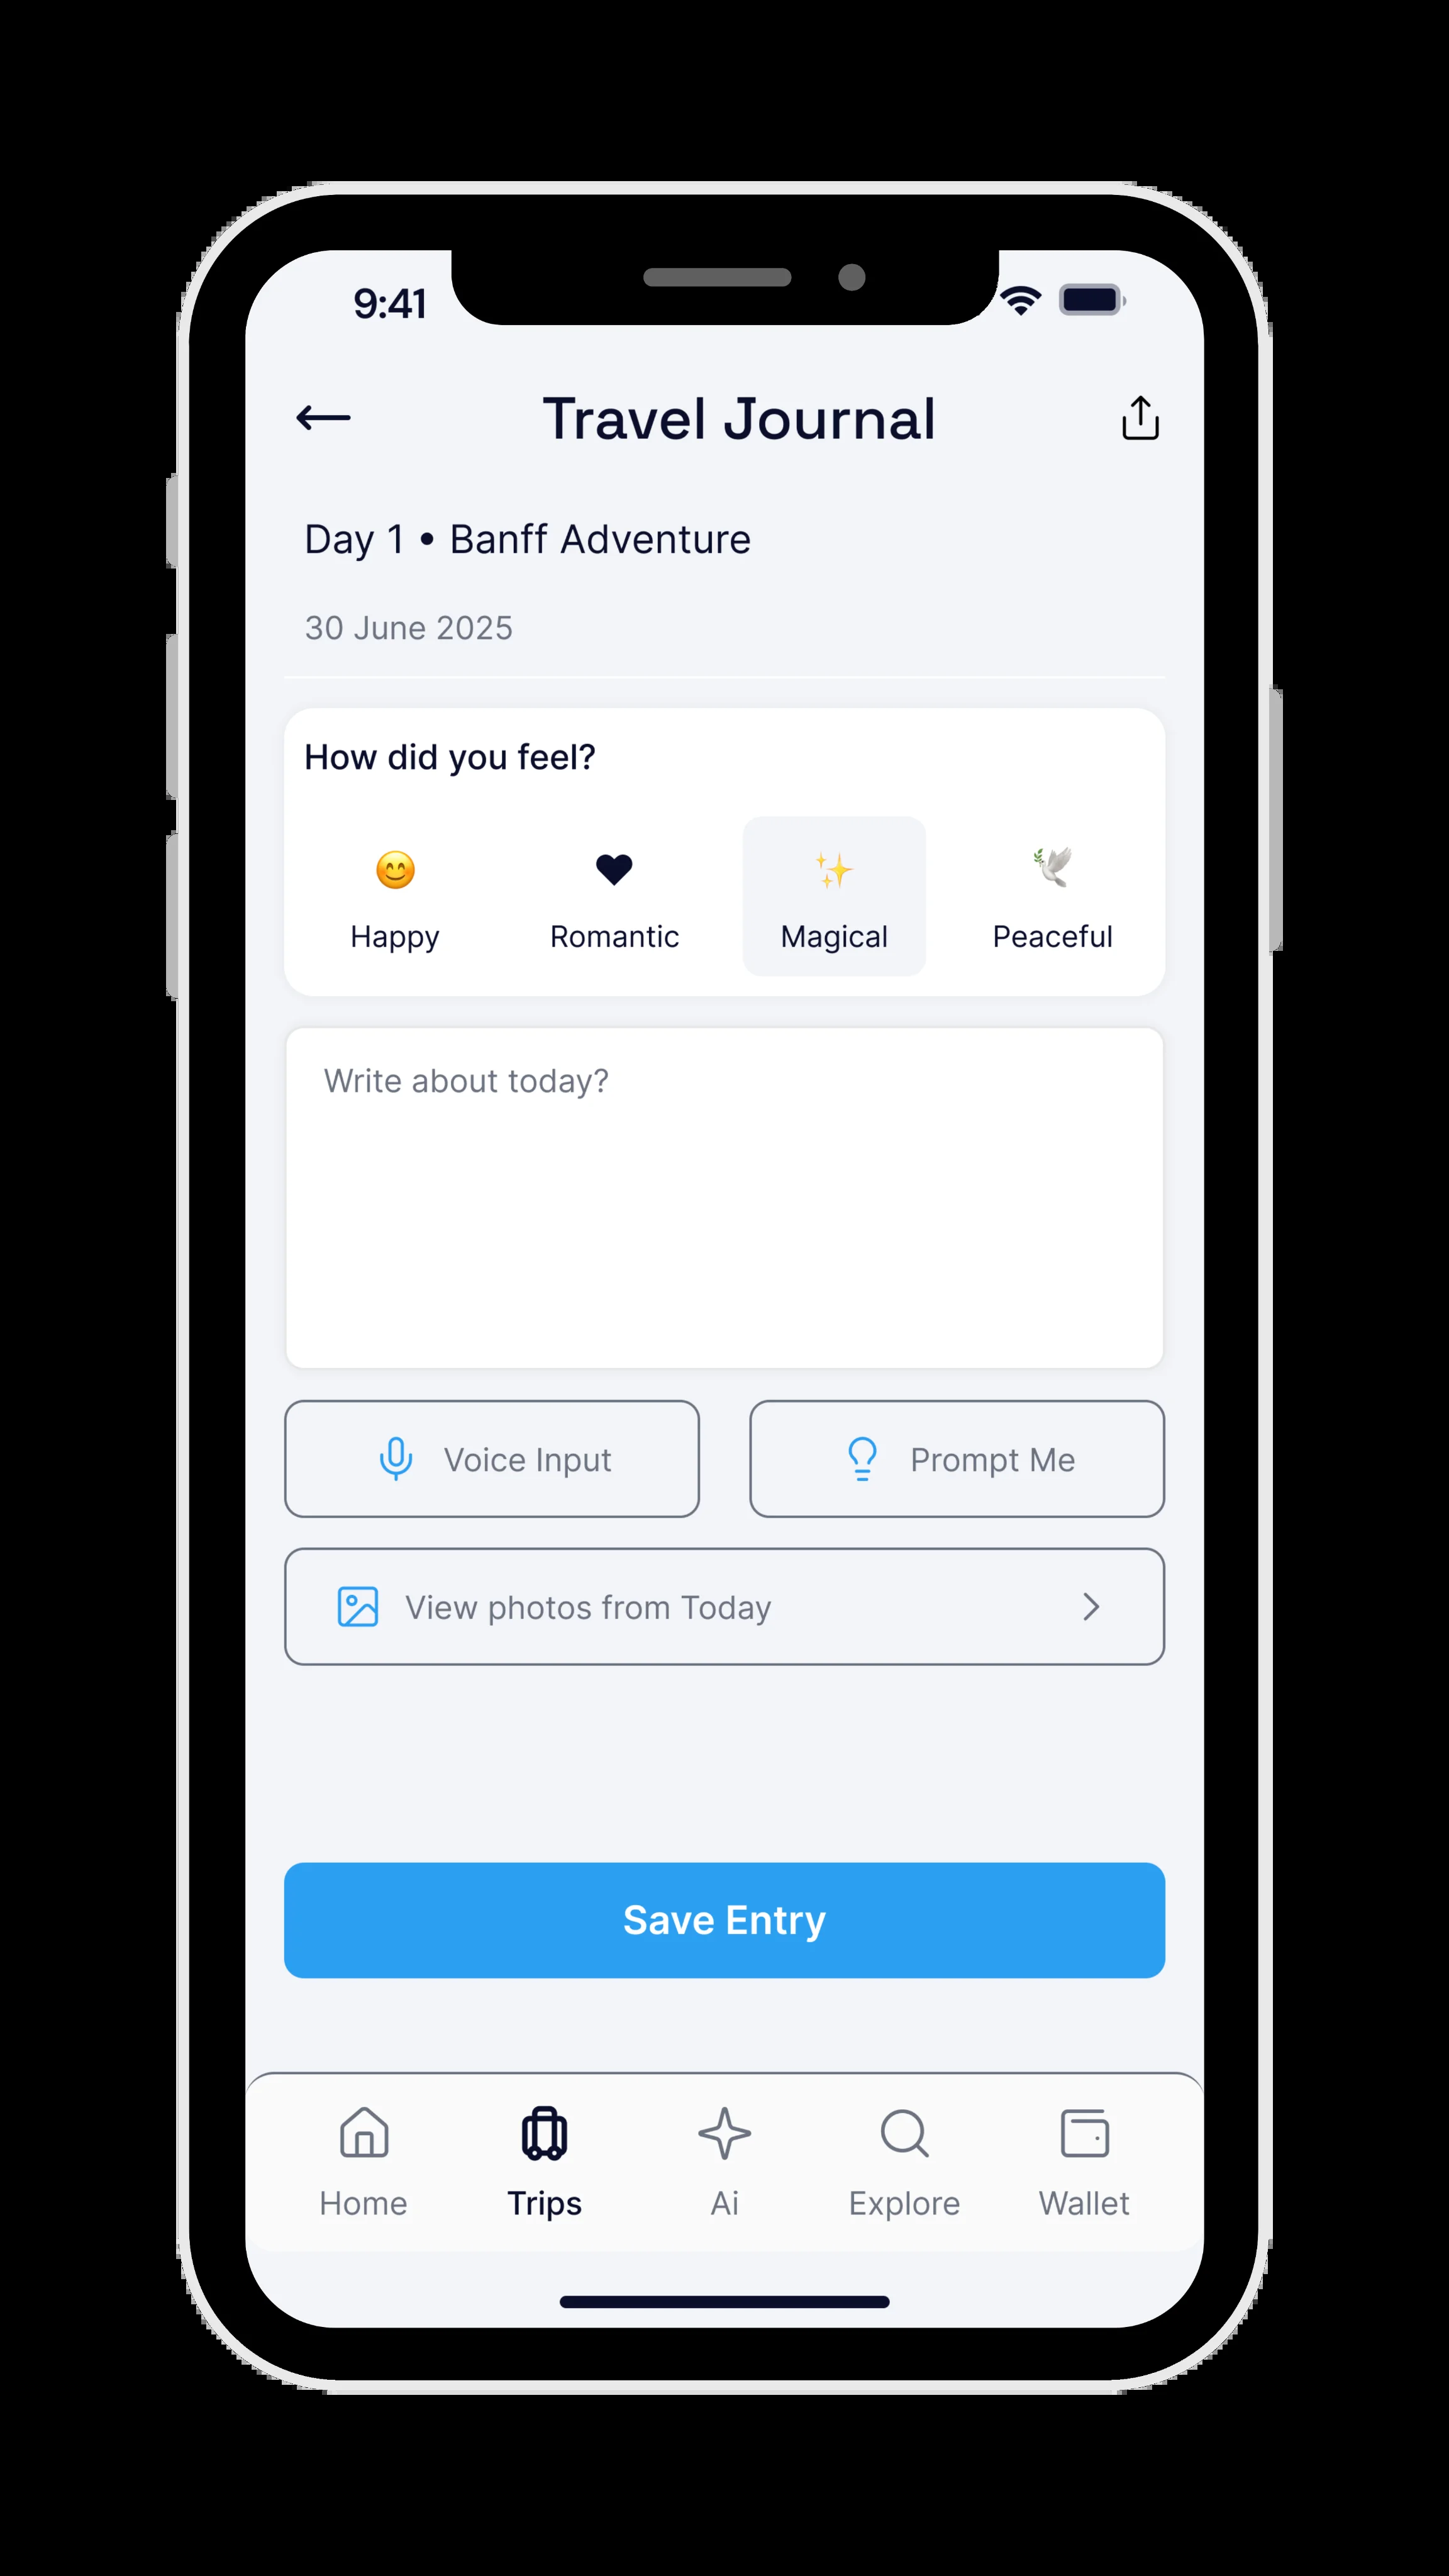 9:41
Travel Journal
Day 1 • Banff Adventure
30 June 2025
How did you feel?
Happy Romantic Magical Peaceful
Write about today?
Voice Input Prompt Me
View photos from Today
Save Entry
Home Trips Ai Explore Wallet